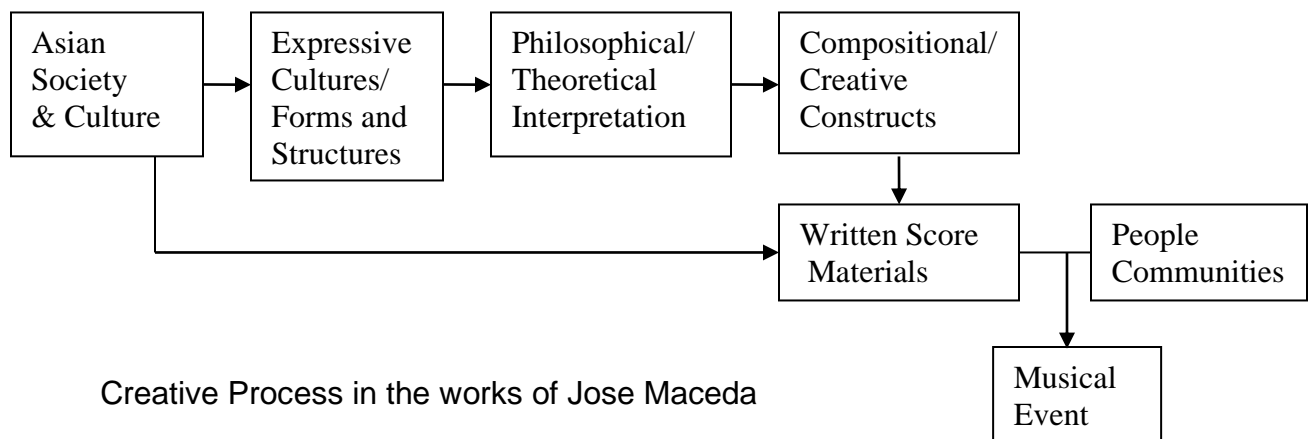 Asian
Society
& Culture
Expressive
Cultures/
Forms and
Structures
Philosophical/
Theoretical
Interpretation
Compositional/
Creative
Constructs
Written Score
Materials
People
Communities
Musical
Event
Creative Process in the works of Jose Maceda